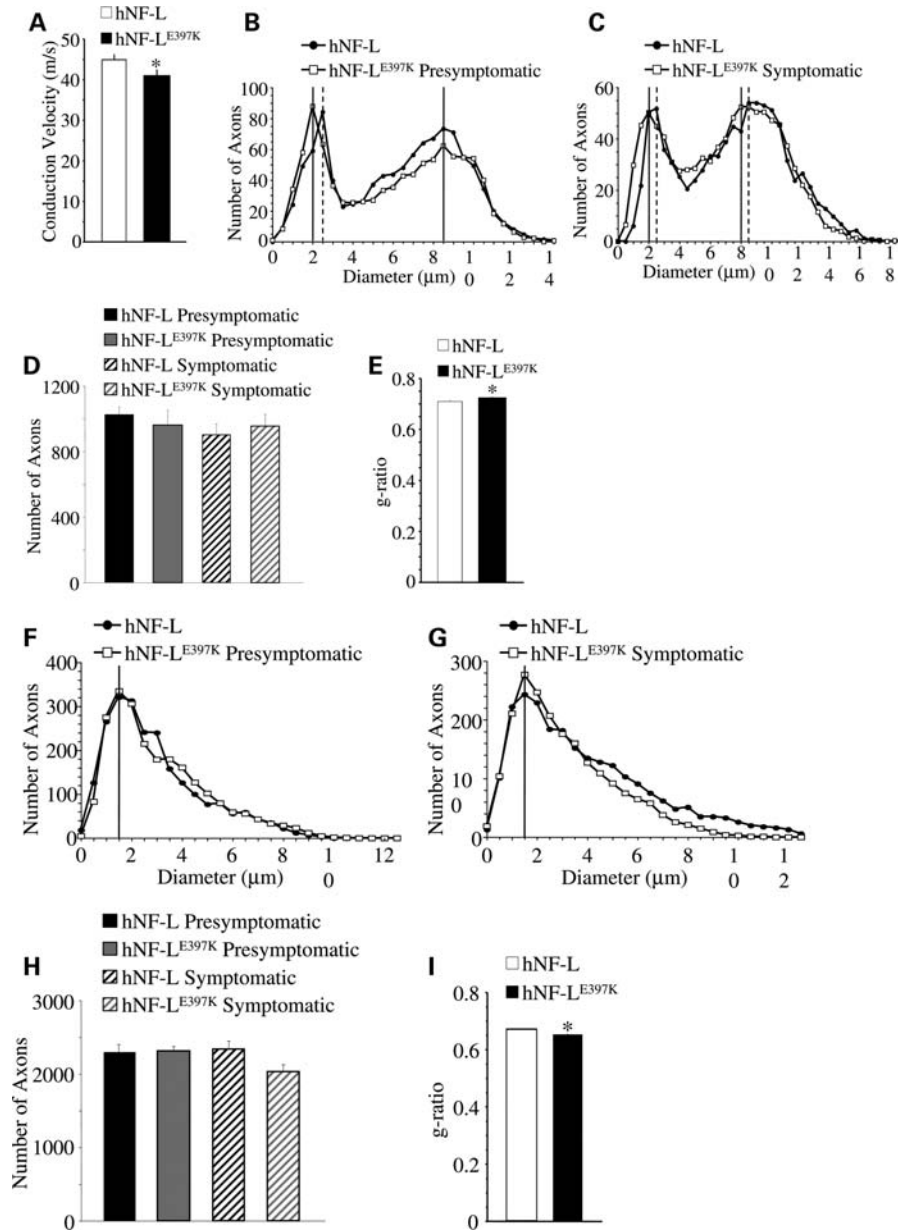 A
hNF-L
hNF-L^E397K
Conduction Velocity (m/s)
50
40
30
20
10
0
*
B
hNF-L
hNF-L^E397K Presymptomatic
Number of Axons
100
80
60
40
20
0
0 2 4 6 8 1 1 1
0 2 4
Diameter (µm)
C
hNF-L
hNF-L^E397K Symptomatic
Number of Axons
60
40
20
0
0 2 4 6 8 1 1 1 1 1
0 2 4 6 8
Diameter (µm)
D
hNF-L Presymptomatic
hNF-L^E397K Presymptomatic
hNF-L Symptomatic
hNF-L^E397K Symptomatic
Number of Axons
1200
800
400
0
E
hNF-L
hNF-L^E397K
g-ratio
0.8
0.6
0.4
0.2
0
*
F
hNF-L
hNF-L^E397K Presymptomatic
Number of Axons
400
300
200
100
0
0 2 4 6 8 1 12
0
Diameter (µm)
G
hNF-L
hNF-L^E397K Symptomatic
Number of Axons
300
200
10
0
0
0 2 4 6 8 1 1
0 2
Diameter (µm)
H
hNF-L Presymptomatic
hNF-L^E397K Presymptomatic
hNF-L Symptomatic
hNF-L^E397K Symptomatic
Number of Axons
3000
2000
1000
0
I
hNF-L
hNF-L^E397K
g-ratio
0.8
0.6
0.4
0.2
0
*